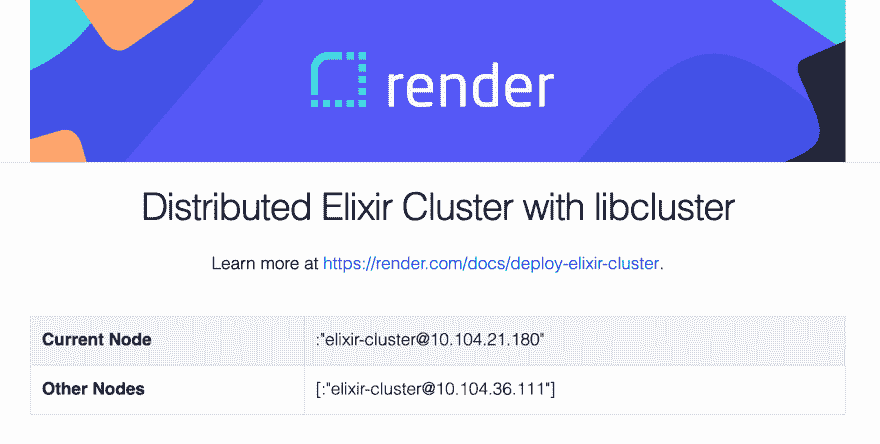 render
Distributed Elixir Cluster with libcluster
Learn more at https://render.com/docs/deploy-elixir-cluster.
Current Node :"elixir-cluster@10.104.21.180"
Other Nodes [:"elixir-cluster@10.104.36.111"]